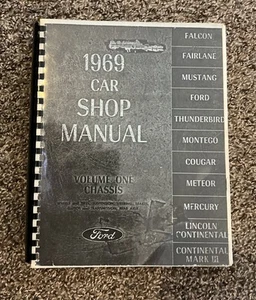 1969
CAR
SHOP
MANUAL
VOLUME ONE
CHASSIS
Ford
FALCON
FAIRLANE
MUSTANG
FORD
THUNDERBIRD
MONTEGO
COUGAR
METEOR
MERCURY
LINCOLN
CONTINENTAL
CONTINENTAL
MARK III